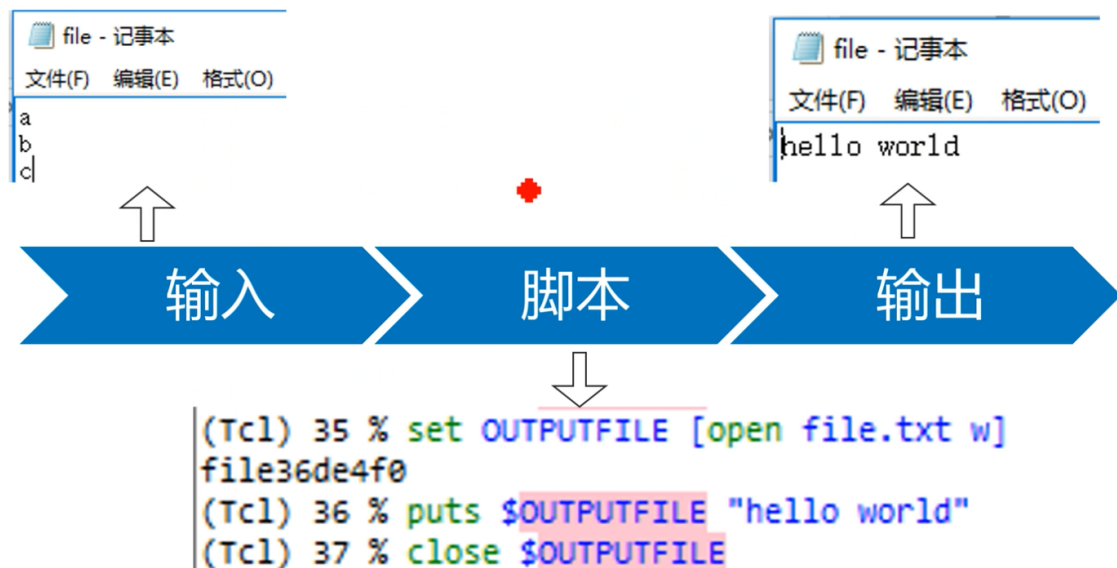 file - 记事本
文件(F) 编辑(E) 格式(O)
a
b
c
file - 记事本
文件(F) 编辑(E) 格式(O)
hello world
输入
脚本
输出
(Tcl) 35 % set OUTPUTFILE [open file.txt w]
file36de4f0
(Tcl) 36 % puts $OUTPUTFILE "hello world"
(Tcl) 37 % close $OUTPUTFILE